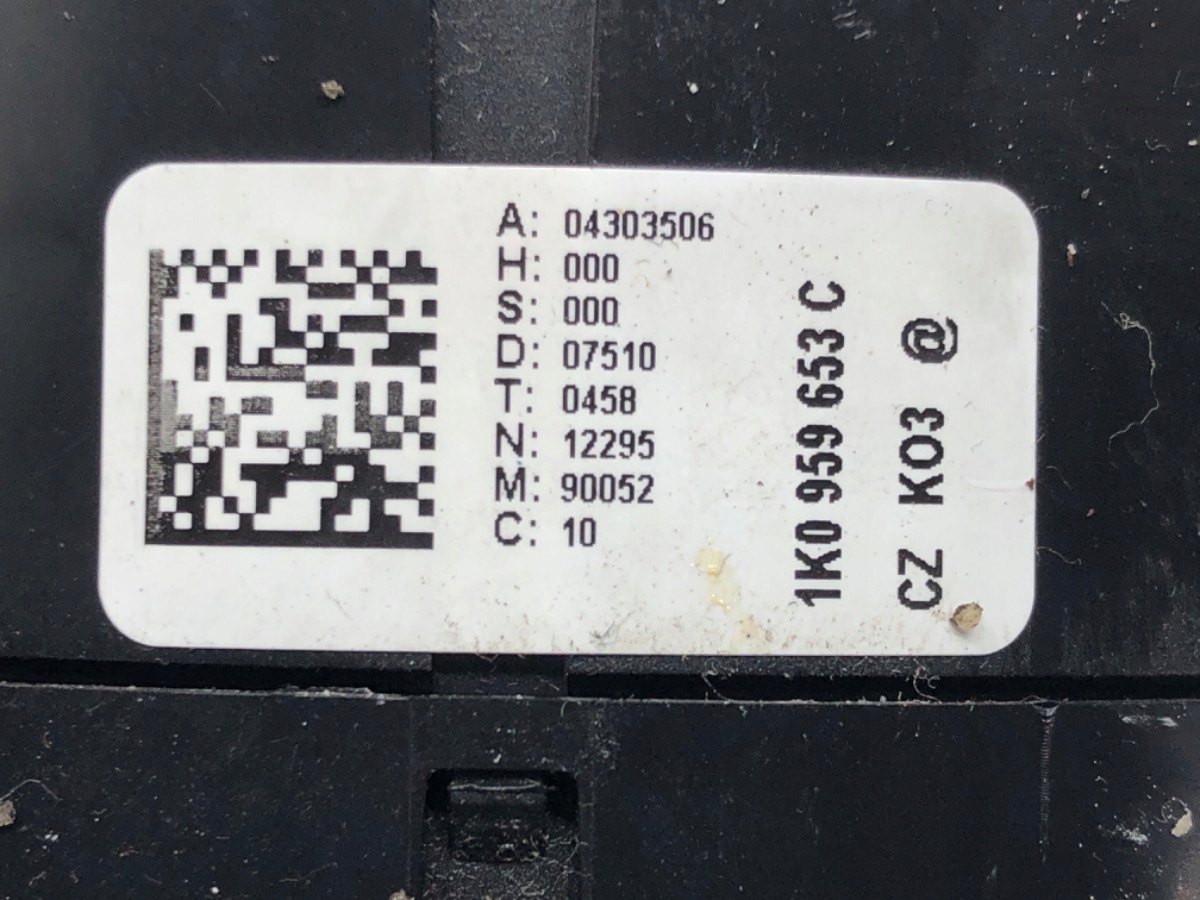 A: 04303506
H: 000
S: 000
D: 07510
T: 0458
N: 12295
M: 90052
C: 10
1K0 959 653 C
CZ KO3 @